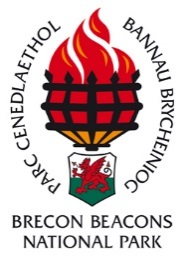 PARC CENEDLAETHOL
BANNAU BRYCHEINIOG
BRECON BEACONS
NATIONAL PARK